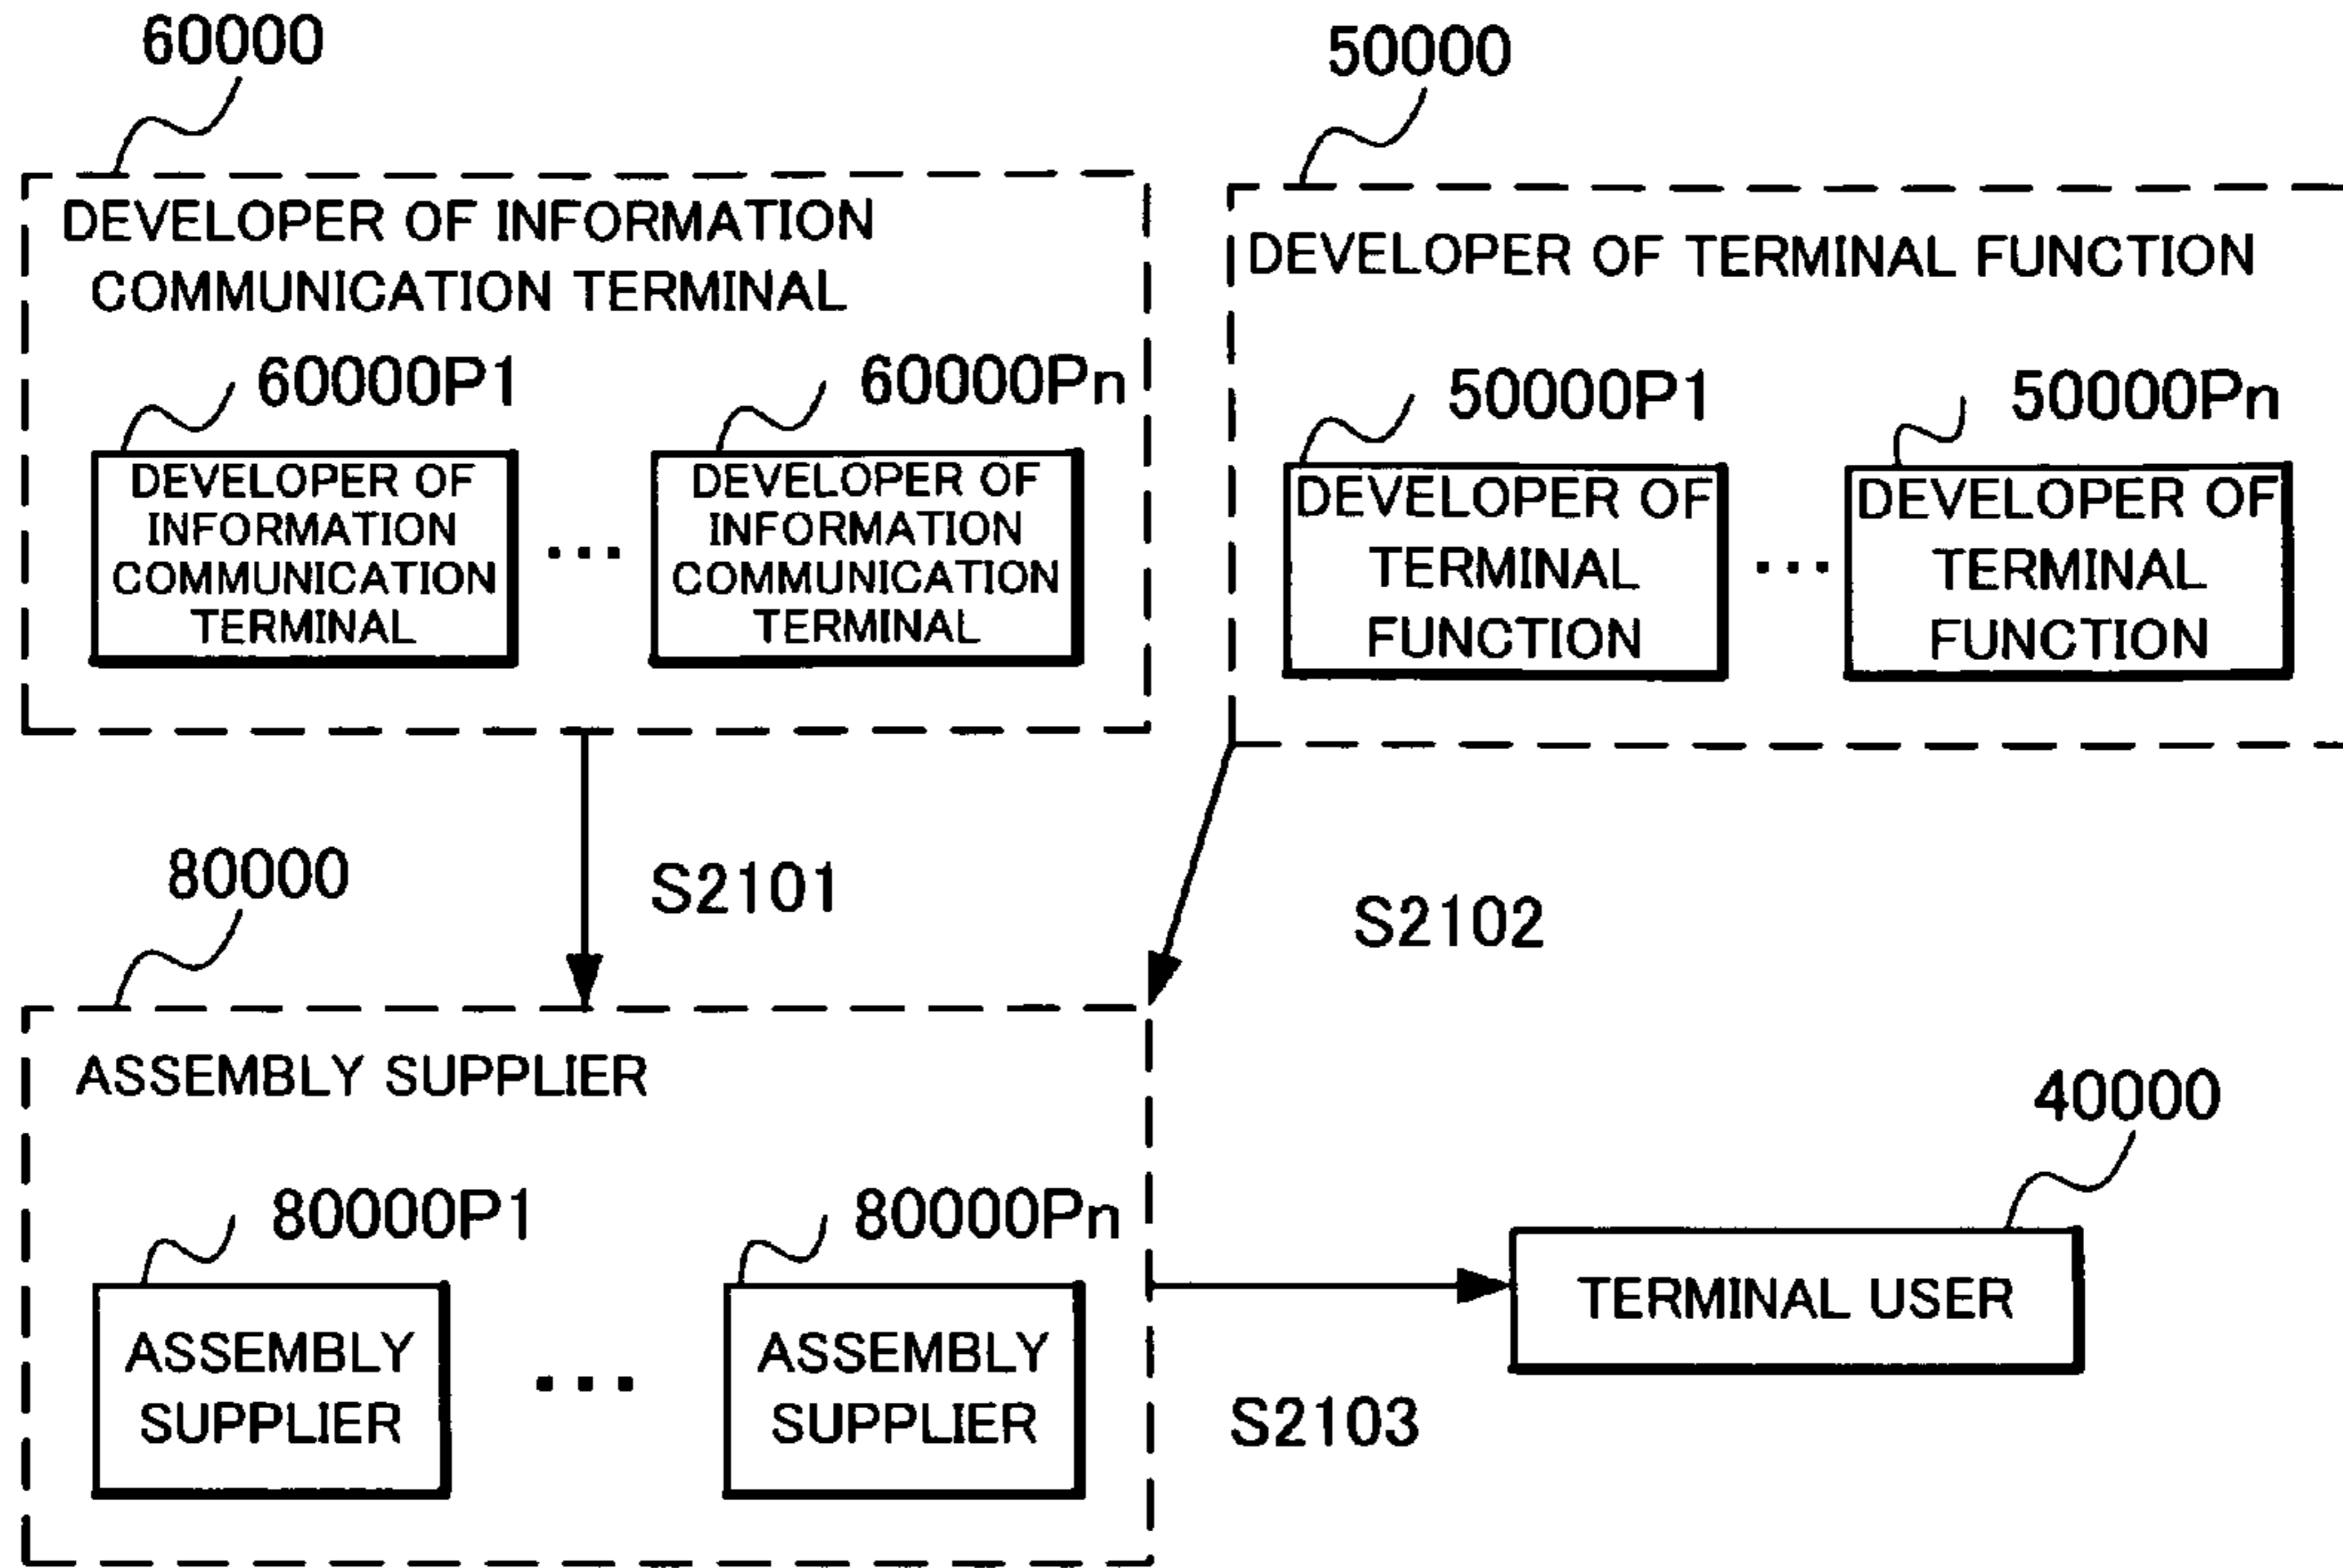 60000
50000
DEVELOPER OF INFORMATION
COMMUNICATION TERMINAL
DEVELOPER OF TERMINAL FUNCTION
60000P1
60000Pn
50000P1
50000Pn
DEVELOPER OF
INFORMATION
COMMUNICATION
TERMINAL
...
DEVELOPER OF
INFORMATION
COMMUNICATION
TERMINAL
DEVELOPER OF
TERMINAL
FUNCTION
...
DEVELOPER OF
TERMINAL
FUNCTION
80000
S2101
S2102
ASSEMBLY SUPPLIER
40000
80000P1
80000Pn
ASSEMBLY
SUPPLIER
...
ASSEMBLY
SUPPLIER
TERMINAL USER
S2103